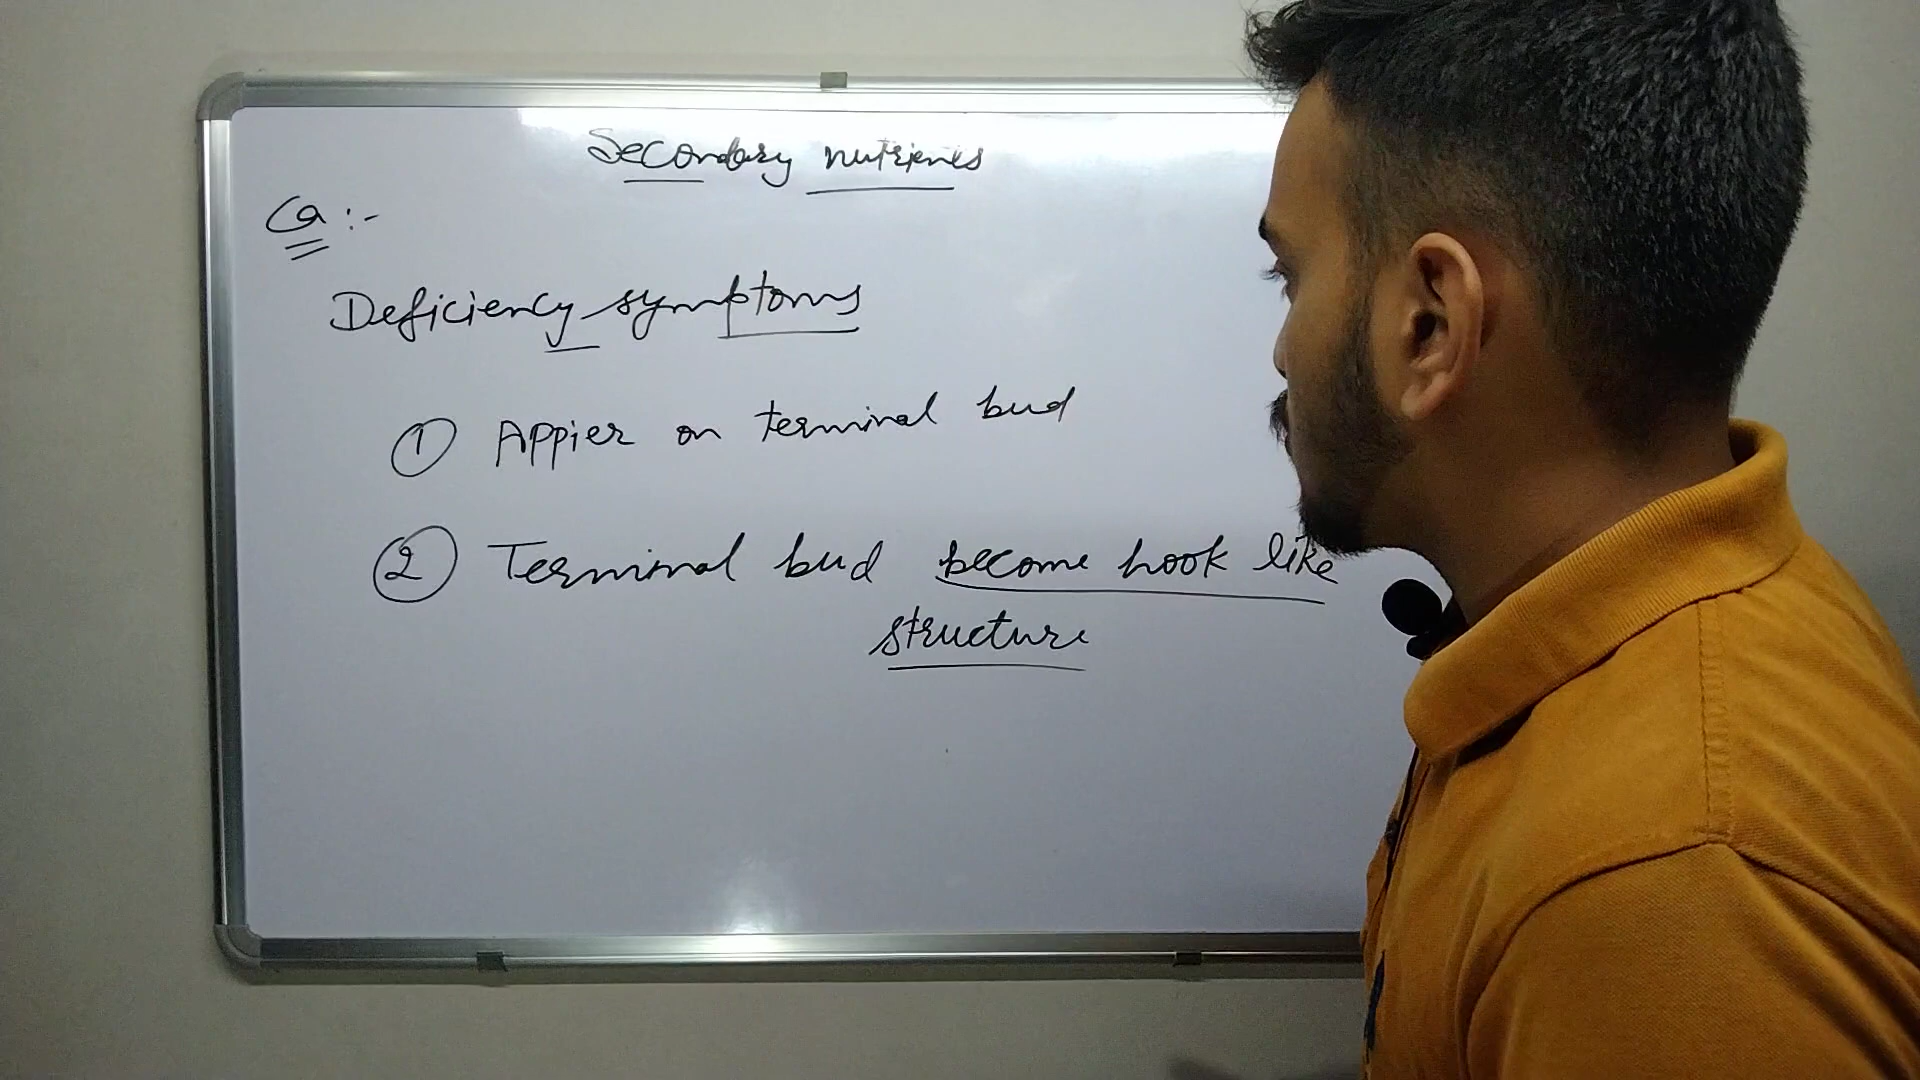 Secondary nutrients
Ca :-
Deficiency symptoms
① Appier on terminal bud
② Terminal bud become hook like
structure